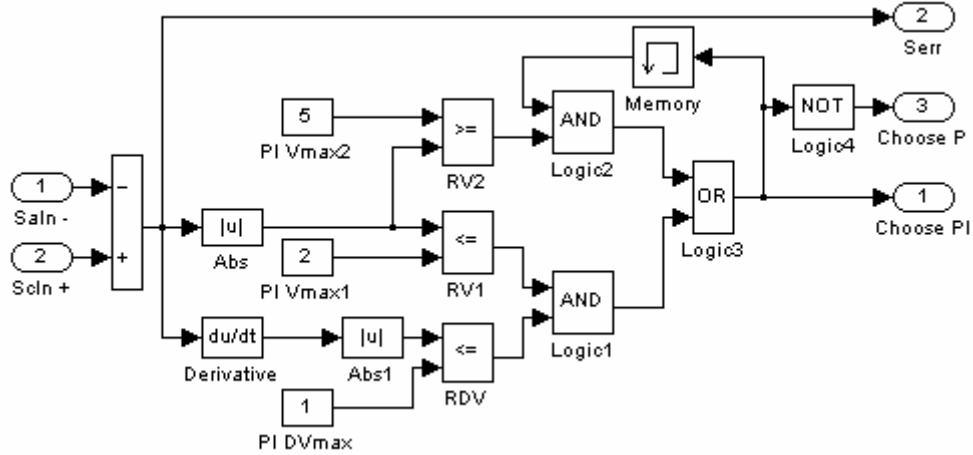 2
Serr
Memory
NOT
3
Logic4
Choose P
5
PI Vmax2
>=
RV2
AND
Logic2
1
SaIn -
−
+
2
ScIn +
|u|
Abs
2
PI Vmax1
<=
RV1
OR
Logic3
1
Choose PI
AND
Logic1
du/dt
Derivative
|u|
Abs1
<=
RDV
1
PI DVmax